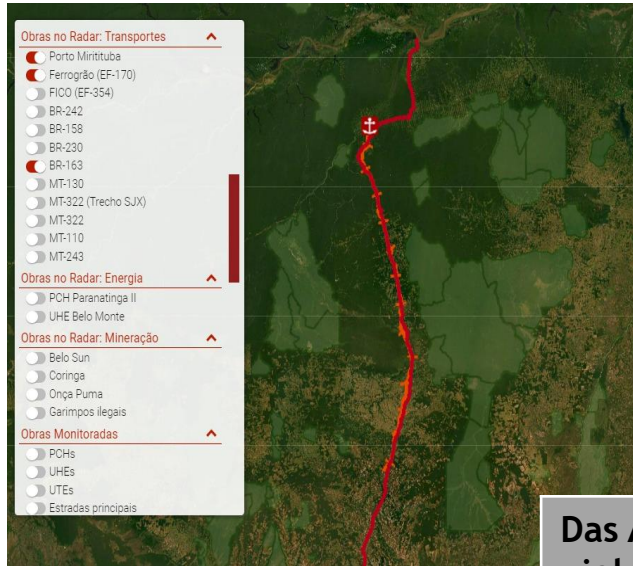 Obras no Radar: Transportes
Porto Miritituba
Ferrogrão (EF-170)
FICO (EF-354)
BR-242
BR-158
BR-230
BR-163
MT-130
MT-322 (Trecho SJX)
MT-322
MT-110
MT-243
Obras no Radar: Energia
PCH Paranatinga II
UHE Belo Monte
Obras no Radar: Mineração
Belo Sun
Coringa
Onça Puma
Garimpos ilegais
Obras Monitoradas
PCHs
UHEs
UTEs
Estradas principais
Das